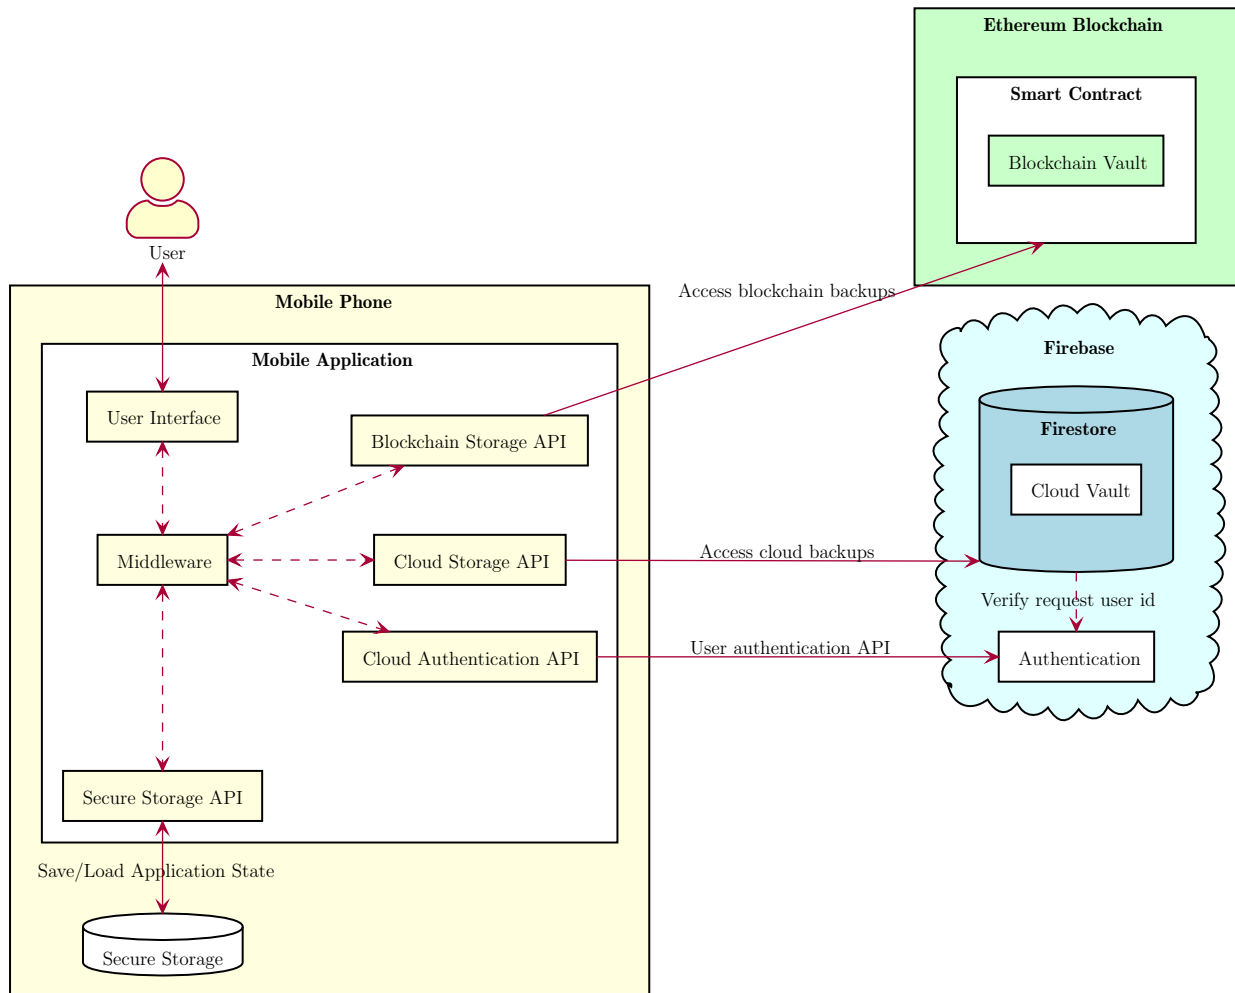 Ethereum Blockchain
Smart Contract
Blockchain Vault
User
Access blockchain backups
Mobile Phone
Mobile Application
Firebase
User Interface
Blockchain Storage API
Firestore
Cloud Vault
Middleware
Cloud Storage API
Access cloud backups
Verify request user id
Cloud Authentication API
User authentication API
Authentication
Secure Storage API
Save/Load Application State
Secure Storage